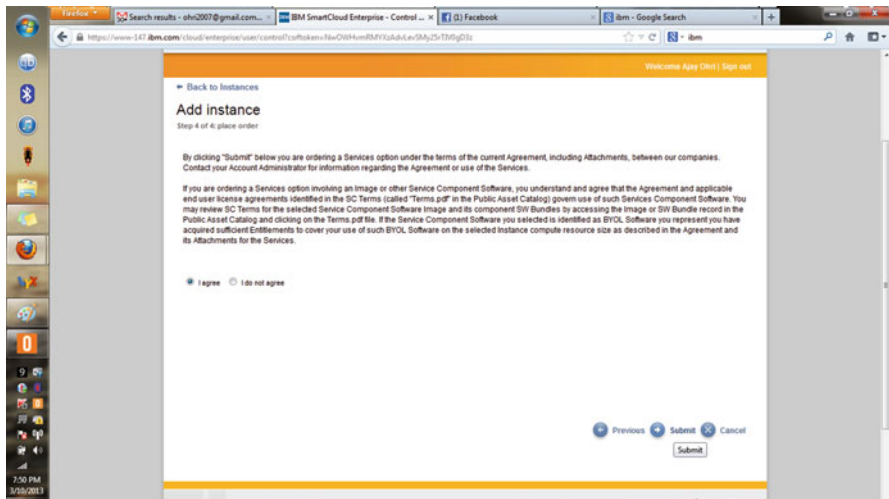 Firefox
Search results - ohri2007@gmail.com...
IBM SmartCloud Enterprise - Control ...
(1) Facebook
ibm - Google Search
https://www-147.ibm.com/cloud/enterprise/user/control?
ibm
Welcome Ajay Ohri | Sign out
Back to Instances
Add instance
Step 4 of 4: place order
By clicking "Submit" below you are ordering a Services option under the terms of the current Agreement, including Attachments, between our companies.
Contact your Account Administrator for information regarding the Agreement or use of the Services.
If you are ordering a Services option involving an Image or other Service Component Software, you understand and agree that the Agreement and applicable
end user license agreements identified in the SC Terms (called "Terms.pdf" in the Public Asset Catalog) govern use of such Services Component Software. You
may review SC Terms for the selected Service Component Software Image and its component SW Bundles by accessing the Image or SW Bundle record in the
Public Asset Catalog and clicking on the Terms.pdf file. If the Service Component Software you selected is identified as BYOL Software you represent you have
acquired sufficient Entitlements to cover your use of such BYOL Software on the selected Instance compute resource size as described in the Agreement and
its Attachments for the Services.
I agree
I do not agree
Previous
Submit
Cancel
Submit
7:50 PM
3/10/2013